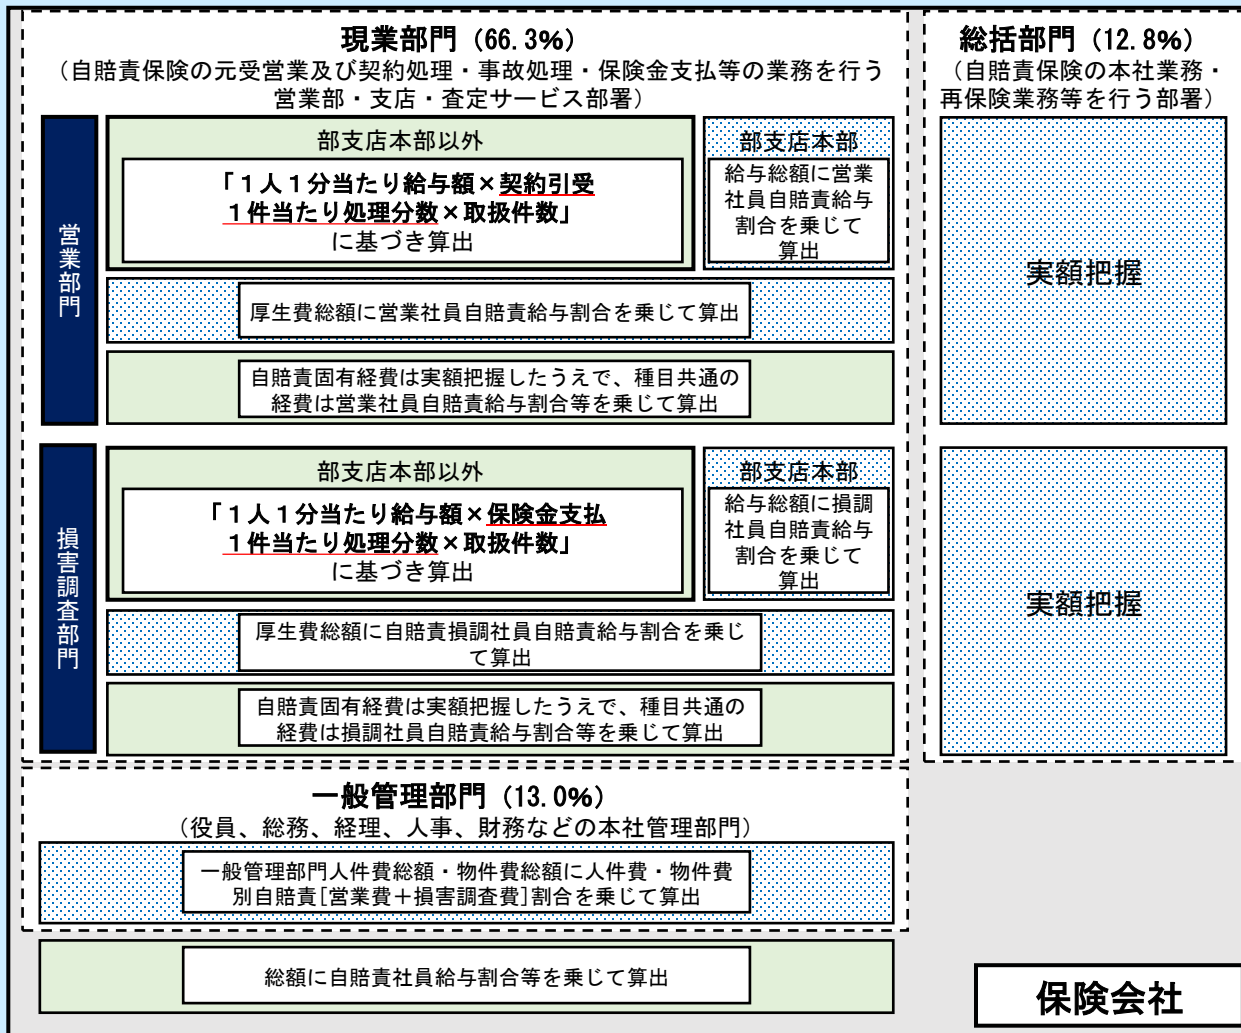 現業部門（66.3%）
（自賠責保険の元受営業及び契約処理・事故処理・保険金支払等の業務を行う
営業部・支店・査定サービス部署）
総括部門（12.8%）
（自賠責保険の本社業務・
再保険業務等を行う部署）
営業部門
部支店本部以外
「１人１分当たり給与額×契約引受
１件当たり処理分数×取扱件数」
に基づき算出
部支店本部
給与総額に営業
社員自賠責給与
割合を乗じて
算出
厚生費総額に営業社員自賠責給与割合を乗じて算出
自賠責固有経費は実額把握したうえで、種目共通の
経費は営業社員自賠責給与割合等を乗じて算出
実額把握
損害調査部門
部支店本部以外
「１人１分当たり給与額×保険金支払
１件当たり処理分数×取扱件数」
に基づき算出
部支店本部
給与総額に損調
社員自賠責給与
割合を乗じて
算出
厚生費総額に自賠責損調社員自賠責給与割合を乗じ
て算出
自賠責固有経費は実額把握したうえで、種目共通の
経費は損調社員自賠責給与割合等を乗じて算出
実額把握
一般管理部門（13.0%）
（役員、総務、経理、人事、財務などの本社管理部門）
一般管理部門人件費総額・物件費総額に人件費・物件費
別自賠責[営業費＋損害調査費]割合を乗じて算出
総額に自賠責社員給与割合等を乗じて算出
保険会社